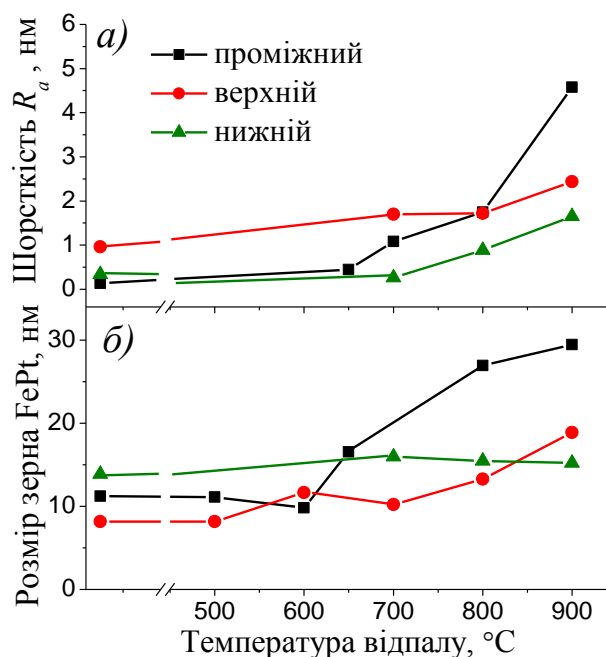 а)
Шорсткість R_a , нм
6
5
4
3
2
1
0
проміжний
верхній
нижній
б)
Розмір зерна FePt, нм
30
20
10
0
500 600 700 800 900
Температура відпалу, °C